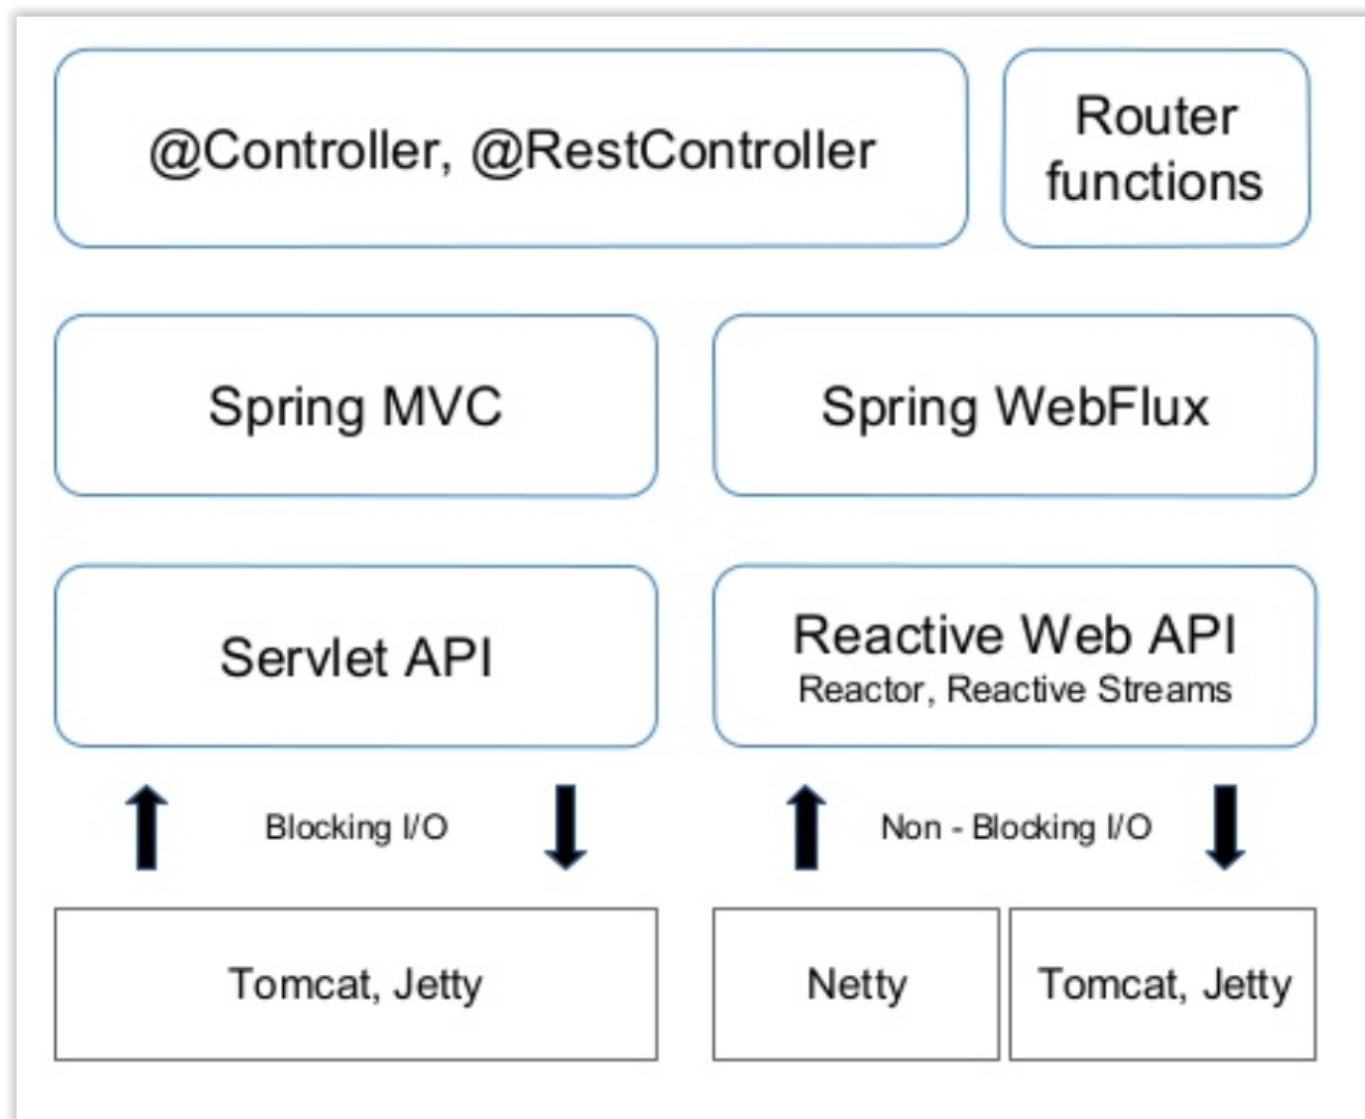 @Controller, @RestController
Router
functions
Spring MVC
Spring WebFlux
Servlet API
Reactive Web API
Reactor, Reactive Streams
Blocking I/O
Non - Blocking I/O
Tomcat, Jetty
Netty
Tomcat, Jetty